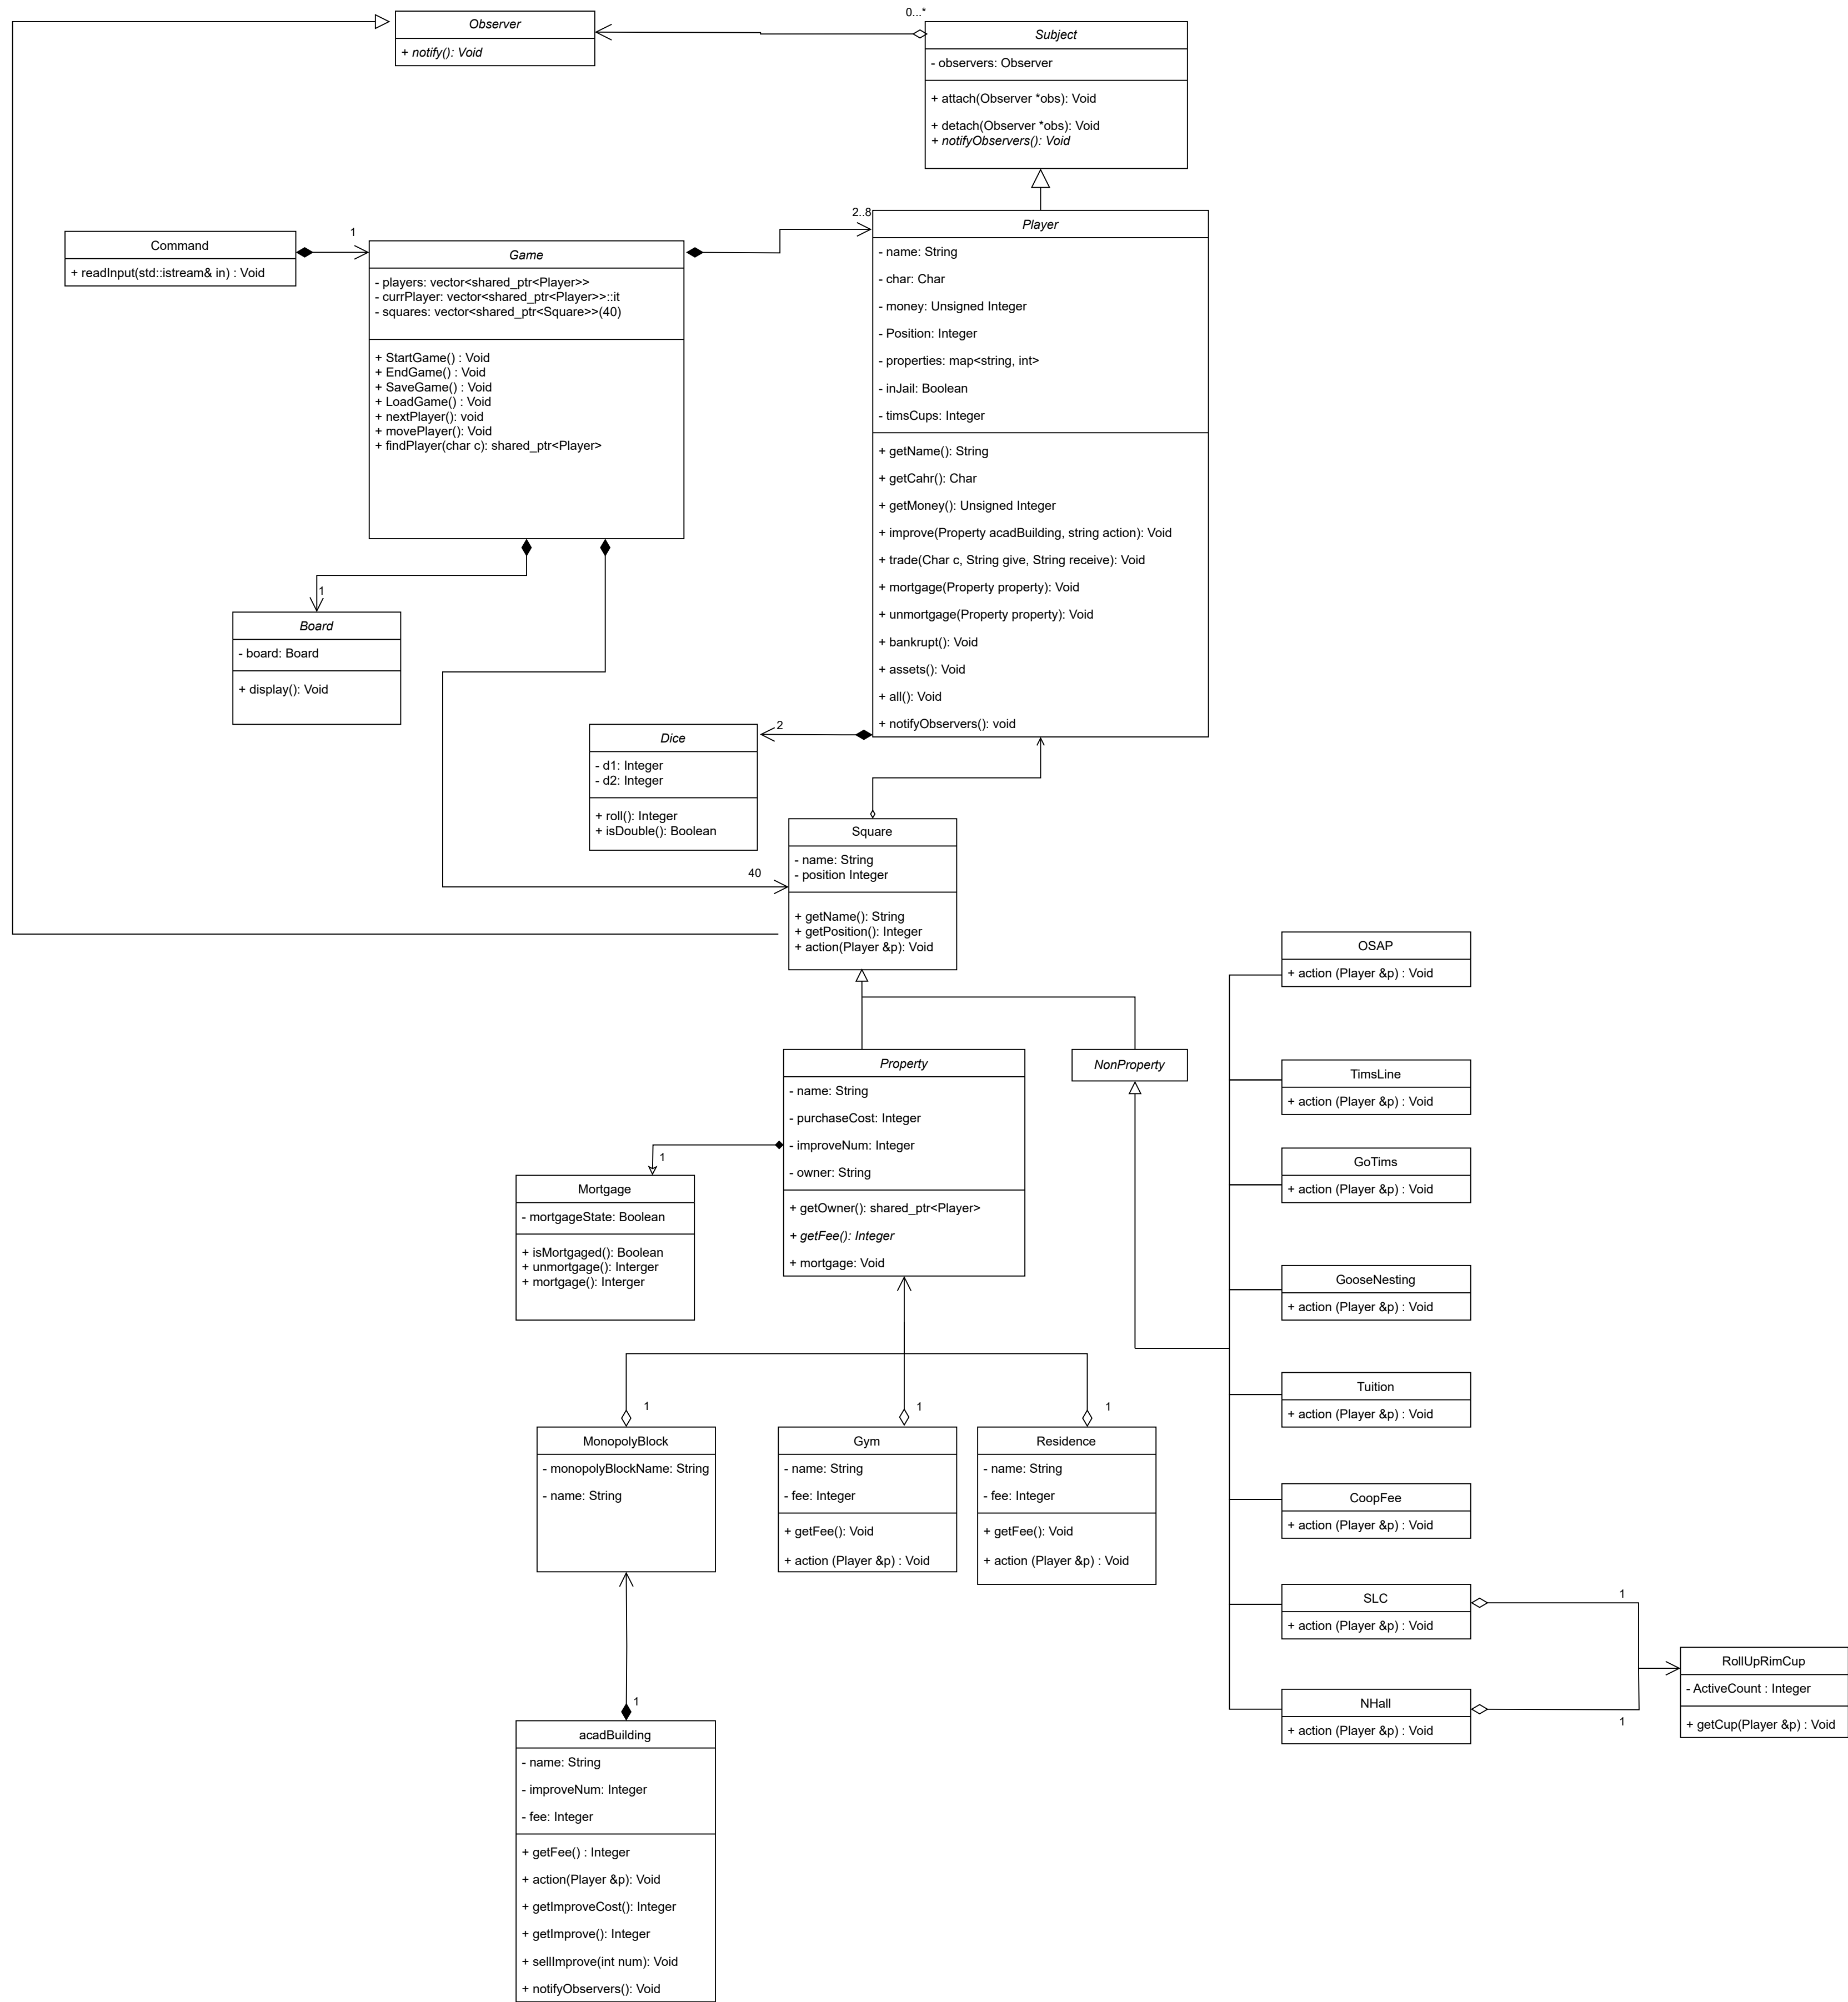 Observer
+ notify(): Void
0...*
Subject
- observers: Observer
+ attach(Observer *obs): Void
+ detach(Observer *obs): Void
+ notifyObservers(): Void
Command
+ readInput(std::istream& in) : Void
1
Game
- players: vector<shared_ptr<Player>>
- currPlayer: vector<shared_ptr<Player>>::it
- squares: vector<shared_ptr<Square>>(40)
+ StartGame() : Void
+ EndGame() : Void
+ SaveGame() : Void
+ LoadGame() : Void
+ nextPlayer(): void
+ movePlayer(): Void
+ findPlayer(char c): shared_ptr<Player>
2..8
Player
- name: String
- char: Char
- money: Unsigned Integer
- Position: Integer
- properties: map<string, int>
- inJail: Boolean
- timsCups: Integer
+ getName(): String
+ getCahr(): Char
+ getMoney(): Unsigned Integer
+ improve(Property acadBuilding, string action): Void
+ trade(Char c, String give, String receive): Void
+ mortgage(Property property): Void
+ unmortgage(Property property): Void
+ bankrupt(): Void
+ assets(): Void
+ all(): Void
+ notifyObservers(): void
1
Board
- board: Board
+ display(): Void
2
Dice
- d1: Integer
- d2: Integer
+ roll(): Integer
+ isDouble(): Boolean
40
Square
- name: String
- position Integer
+ getName(): String
+ getPosition(): Integer
+ action(Player &p): Void
Property
- name: String
- purchaseCost: Integer
- improveNum: Integer
- owner: String
+ getOwner(): shared_ptr<Player>
+ getFee(): Integer
+ mortgage: Void
NonProperty
1
Mortgage
- mortgageState: Boolean
+ isMortgaged(): Boolean
+ unmortgage(): Interger
+ mortgage(): Interger
1
MonopolyBlock
- monopolyBlockName: String
- name: String
1
Gym
- name: String
- fee: Integer
+ getFee(): Void
+ action (Player &p) : Void
1
Residence
- name: String
- fee: Integer
+ getFee(): Void
+ action (Player &p) : Void
1
acadBuilding
- name: String
- improveNum: Integer
- fee: Integer
+ getFee() : Integer
+ action(Player &p): Void
+ getImproveCost(): Integer
+ getImprove(): Integer
+ sellImprove(int num): Void
+ notifyObservers(): Void
OSAP
+ action (Player &p) : Void
TimsLine
+ action (Player &p) : Void
GoTims
+ action (Player &p) : Void
GooseNesting
+ action (Player &p) : Void
Tuition
+ action (Player &p) : Void
CoopFee
+ action (Player &p) : Void
SLC
+ action (Player &p) : Void
1
NHall
+ action (Player &p) : Void
1
RollUpRimCup
- ActiveCount : Integer
+ getCup(Player &p) : Void